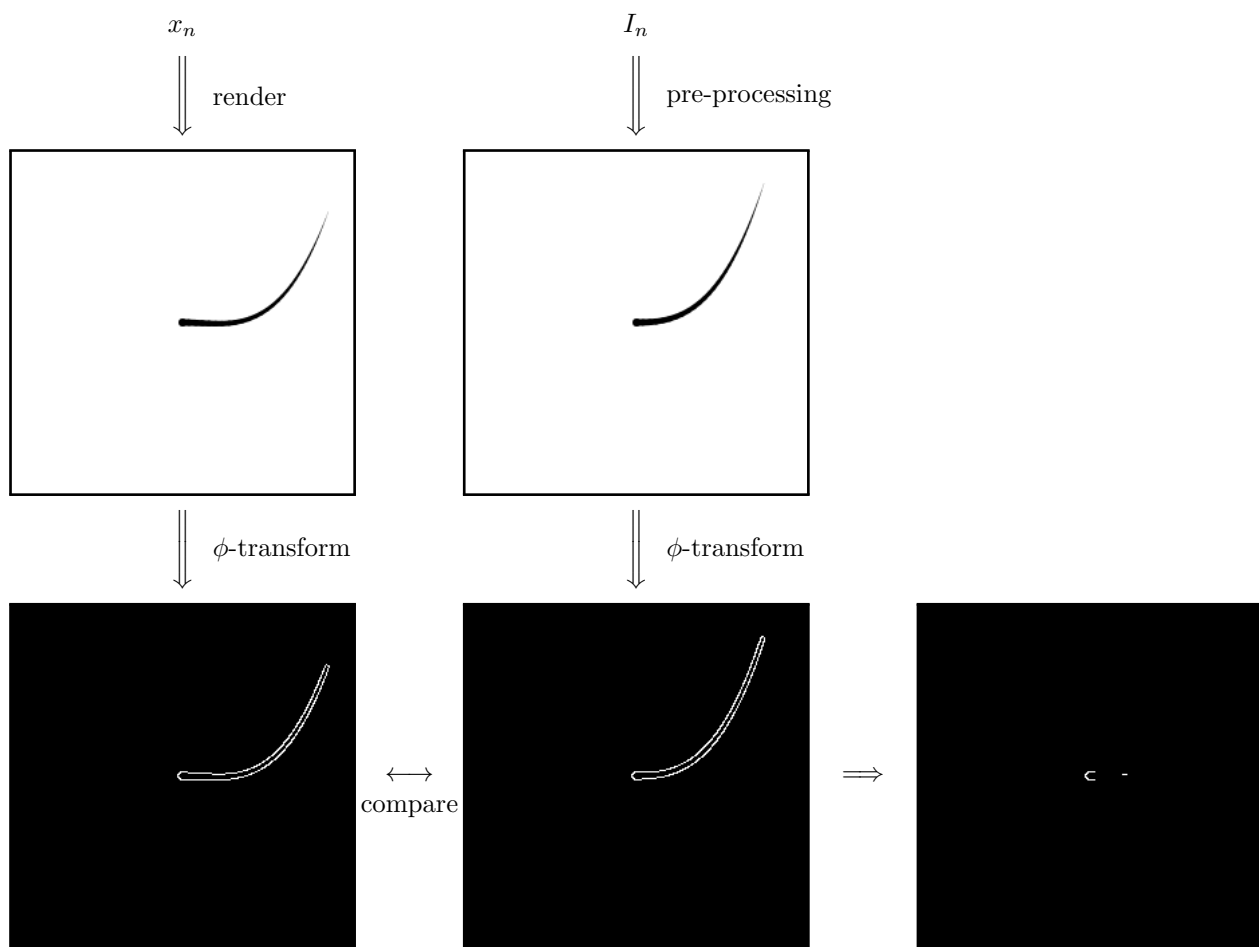 x_n
I_n
render
pre-processing
ϕ-transform
ϕ-transform
compare